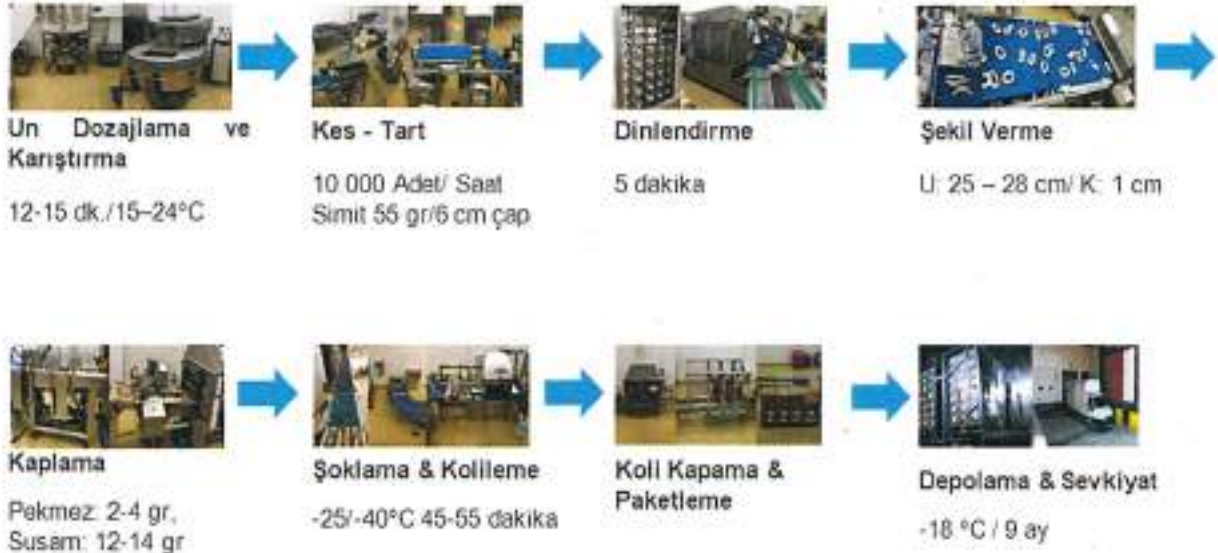 Un Dozajlama ve
Karıştırma
12-15 dk./15–24°C
Kes - Tart
10 000 Adet/ Saat
Simit 55 gr/6 cm çap
Dinlendirme
5 dakika
Şekil Verme
U: 25 – 28 cm/ K: 1 cm
Kaplama
Pekmez: 2-4 gr,
Susam: 12-14 gr
Şoklama & Kolileme
-25/-40°C 45-55 dakika
Koli Kapama &
Paketleme
Depolama & Sevkiyat
-18 °C / 9 ay